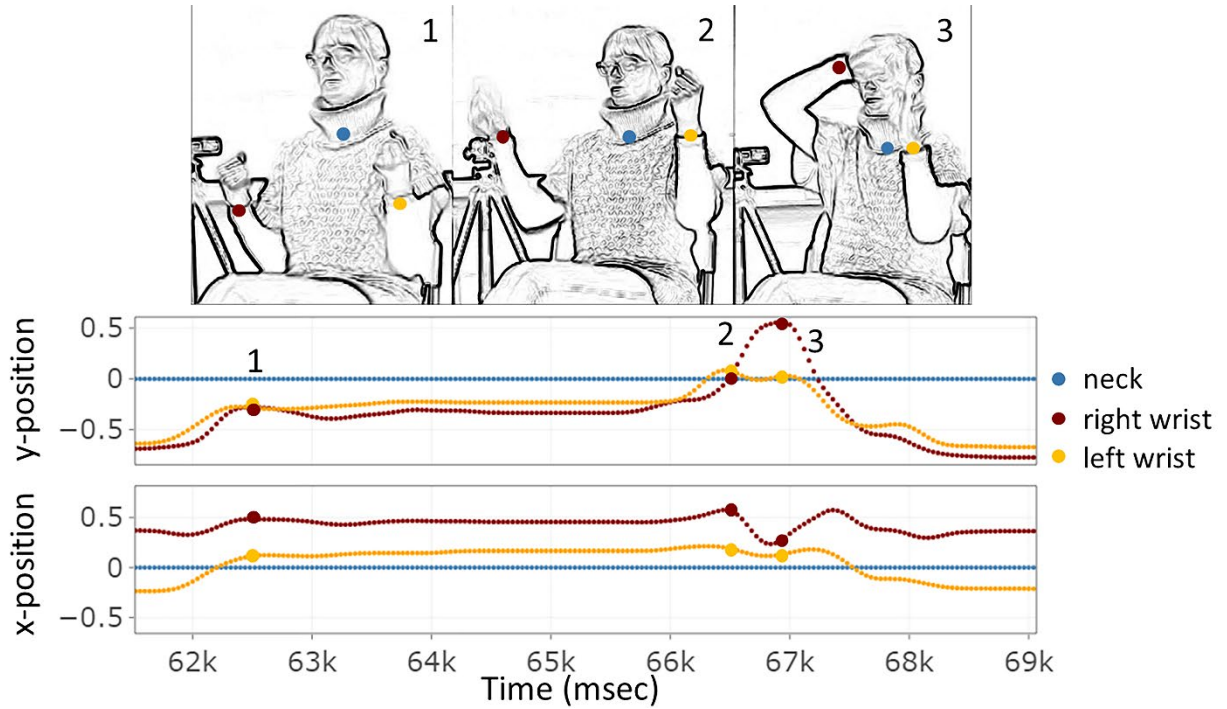 1
2
3
y-position
0.5
0
−0.5
1
2
3
neck
right wrist
left wrist
x-position
0.5
0
−0.5
62k 63k 64k 65k 66k 67k 68k 69k
Time (msec)